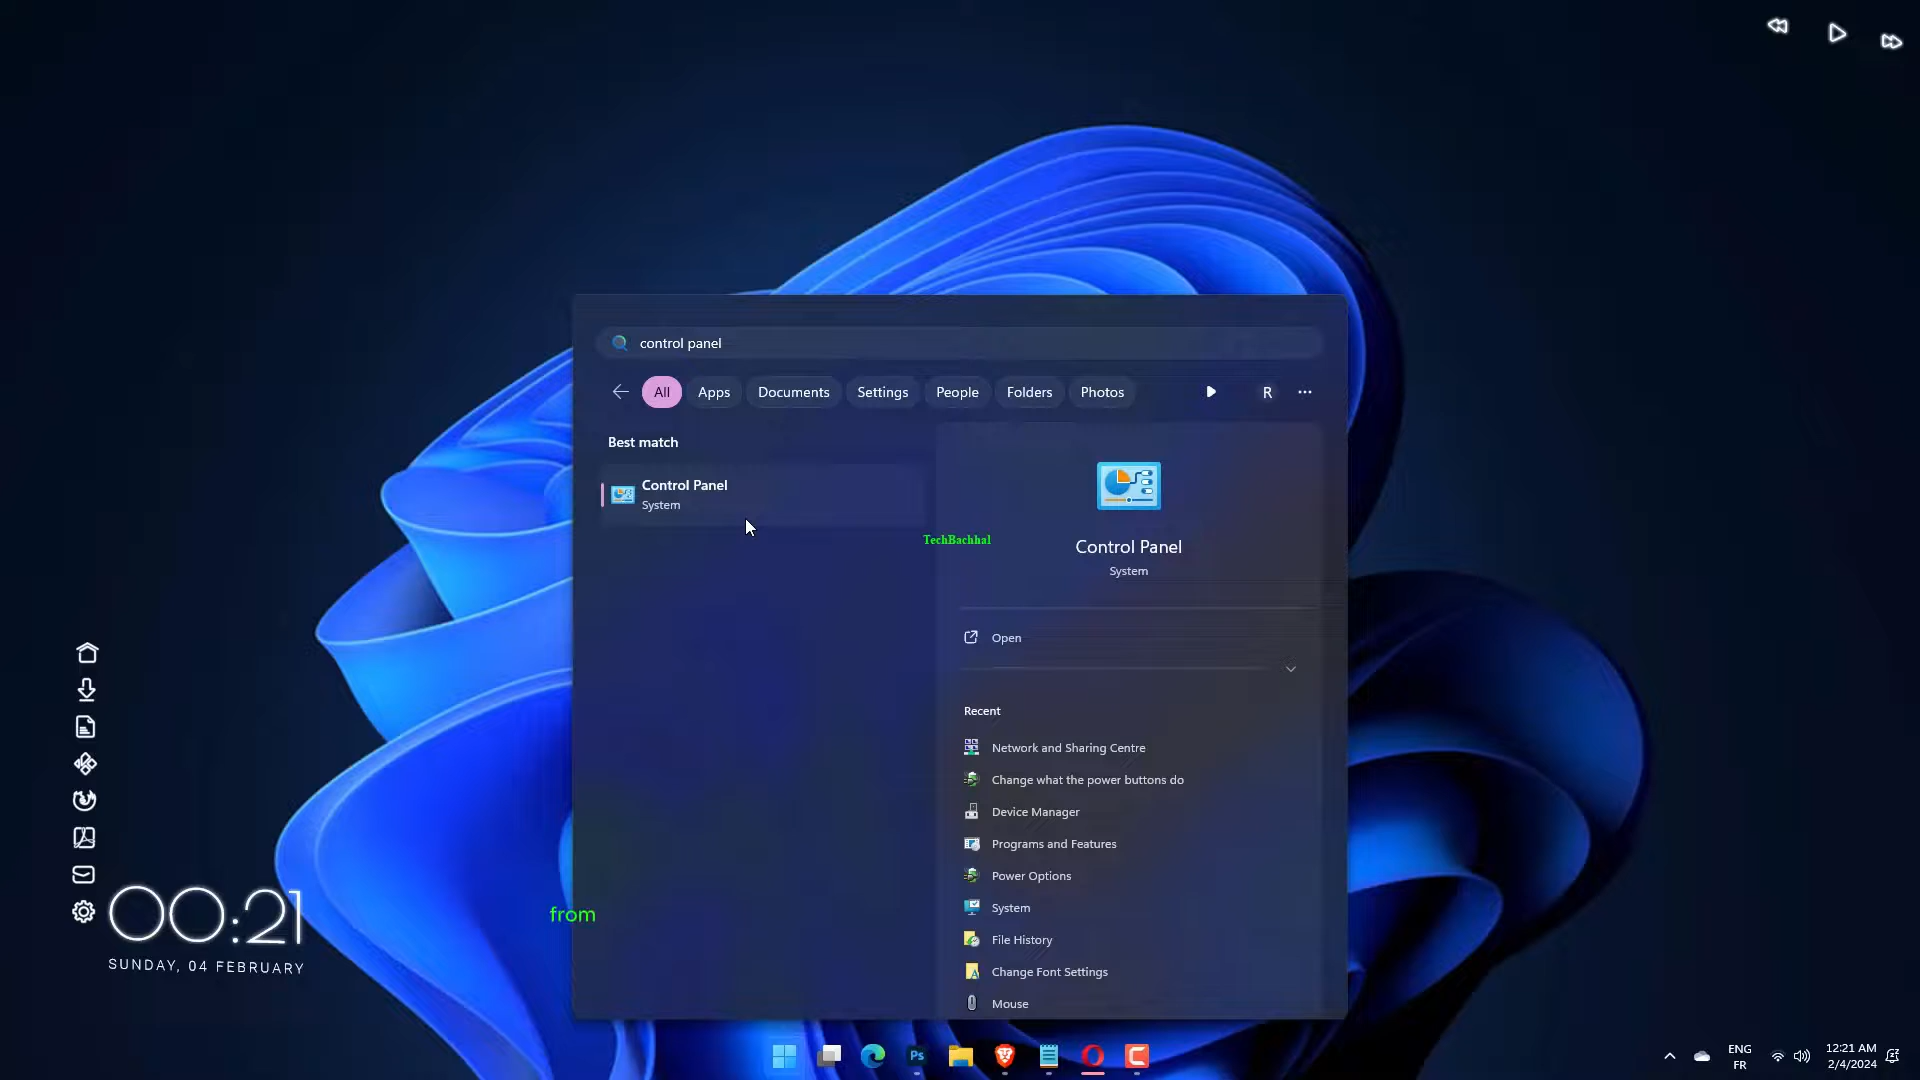 control panel
All Apps Documents Settings People Folders Photos R
Best match
Control Panel
System
TechBachhal
Control Panel
System
Open
Recent
Network and Sharing Centre
Change what the power buttons do
Device Manager
Programs and Features
Power Options
System
File History
Change Font Settings
Mouse
from
00:21
SUNDAY, 04 FEBRUARY
Ps
ENG
FR
12:21 AM
2/4/2024